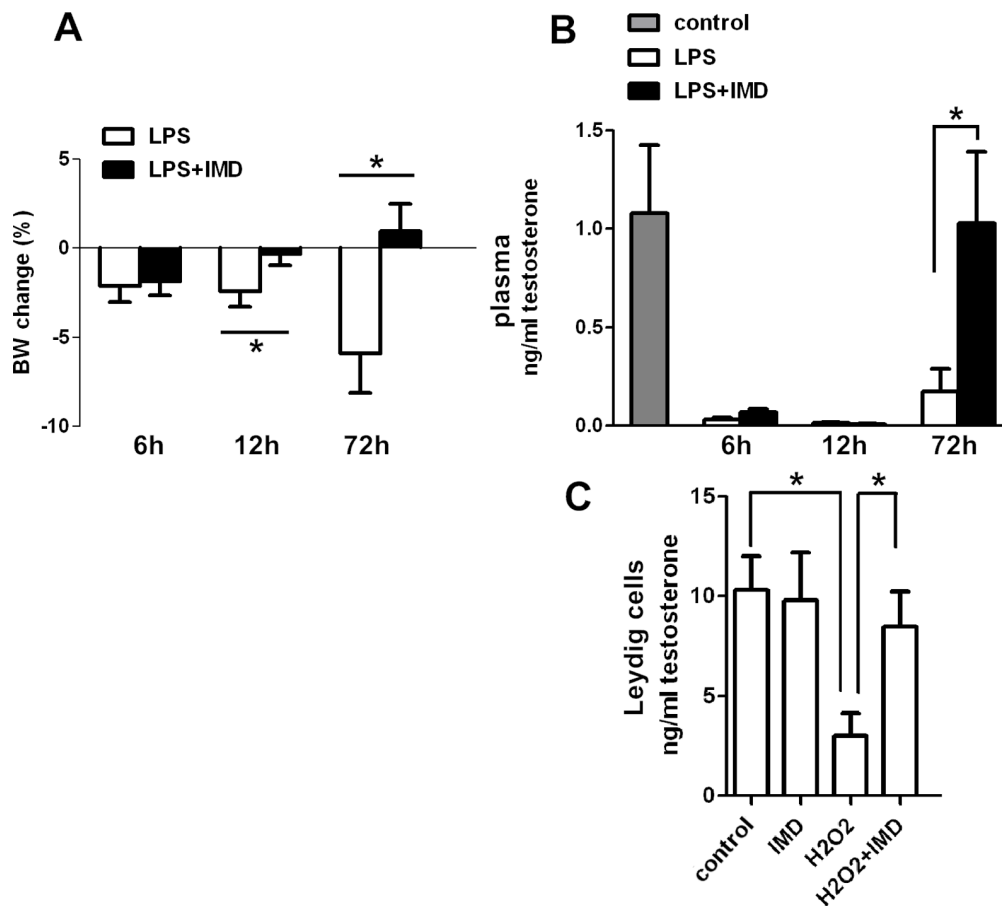 A
LPS
LPS+IMD
BW change (%)
5
0
-5
-10
*
*
6h
12h
72h
B
control
LPS
LPS+IMD
plasma
ng/ml testosterone
1.5
1.0
0.5
0.0
*
6h
12h
72h
C
Leydig cells
ng/ml testosterone
15
10
5
0
*
*
control
IMD
H2O2
H2O2+IMD